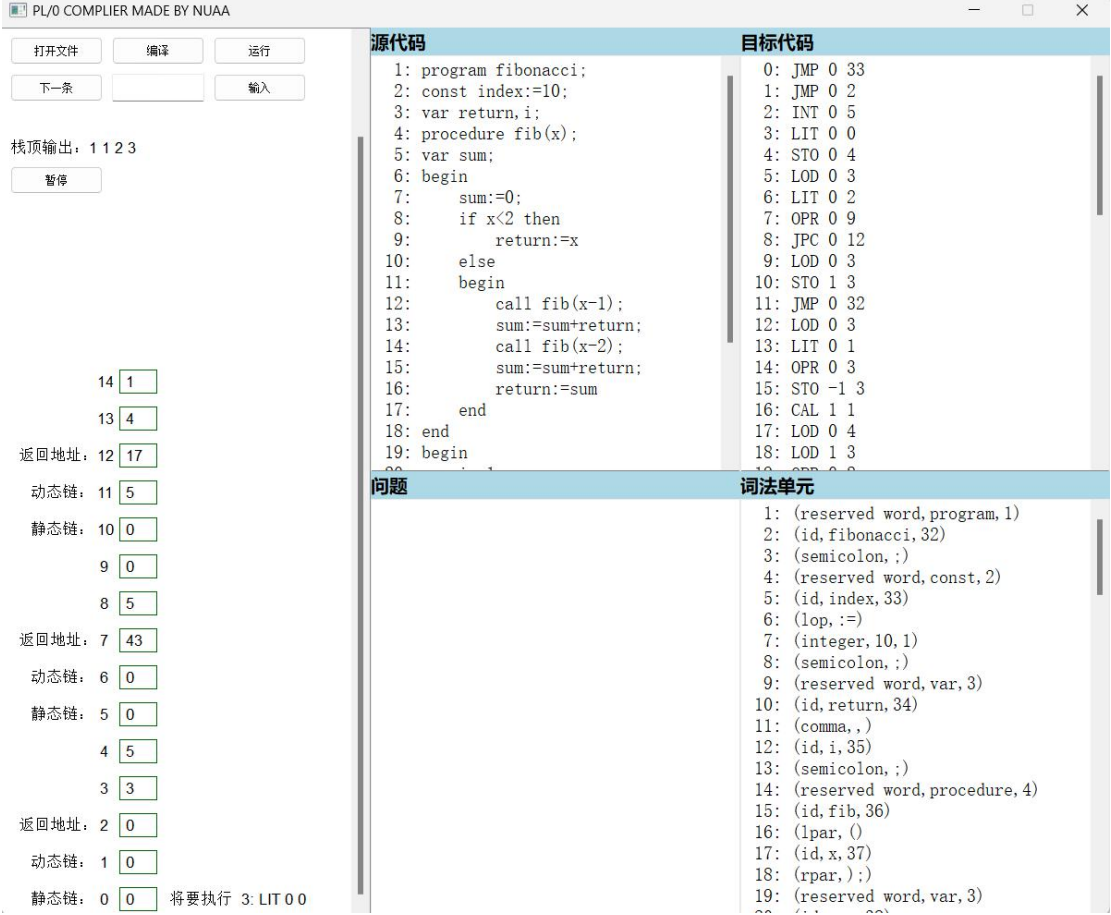 PL/0 COMPLIER MADE BY NUAA
打开文件 编译 运行
下一条 输入
栈顶输出：1 1 2 3
暂停
14 1
13 4
返回地址：12 17
动态链：11 5
静态链：10 0
9 0
8 5
返回地址：7 43
动态链：6 0
静态链：5 0
4 5
3 3
返回地址：2 0
动态链：1 0
静态链：0 0 将要执行 3: LIT 0 0
源代码
1: program fibonacci;
2: const index:=10;
3: var return,i;
4: procedure fib(x);
5: var sum;
6: begin
7: sum:=0;
8: if x<2 then
9: return:=x
10: else
11: begin
12: call fib(x-1);
13: sum:=sum+return;
14: call fib(x-2);
15: sum:=sum+return;
16: return:=sum
17: end
18: end
19: begin
目标代码
0: JMP 0 33
1: JMP 0 2
2: INT 0 5
3: LIT 0 0
4: STO 0 4
5: LOD 0 3
6: LIT 0 2
7: OPR 0 9
8: JPC 0 12
9: LOD 0 3
10: STO 1 3
11: JMP 0 32
12: LOD 0 3
13: LIT 0 1
14: OPR 0 3
15: STO -1 3
16: CAL 1 1
17: LOD 0 4
18: LOD 1 3
问题
词法单元
1: (reserved word,program,1)
2: (id,fibonacci,32)
3: (semicolon,;)
4: (reserved word,const,2)
5: (id,index,33)
6: (lop,:=)
7: (integer,10,1)
8: (semicolon,;)
9: (reserved word,var,3)
10: (id,return,34)
11: (comma,,)
12: (id,i,35)
13: (semicolon,;)
14: (reserved word,procedure,4)
15: (id,fib,36)
16: (lpar,()
17: (id,x,37)
18: (rpar,);)
19: (reserved word,var,3)